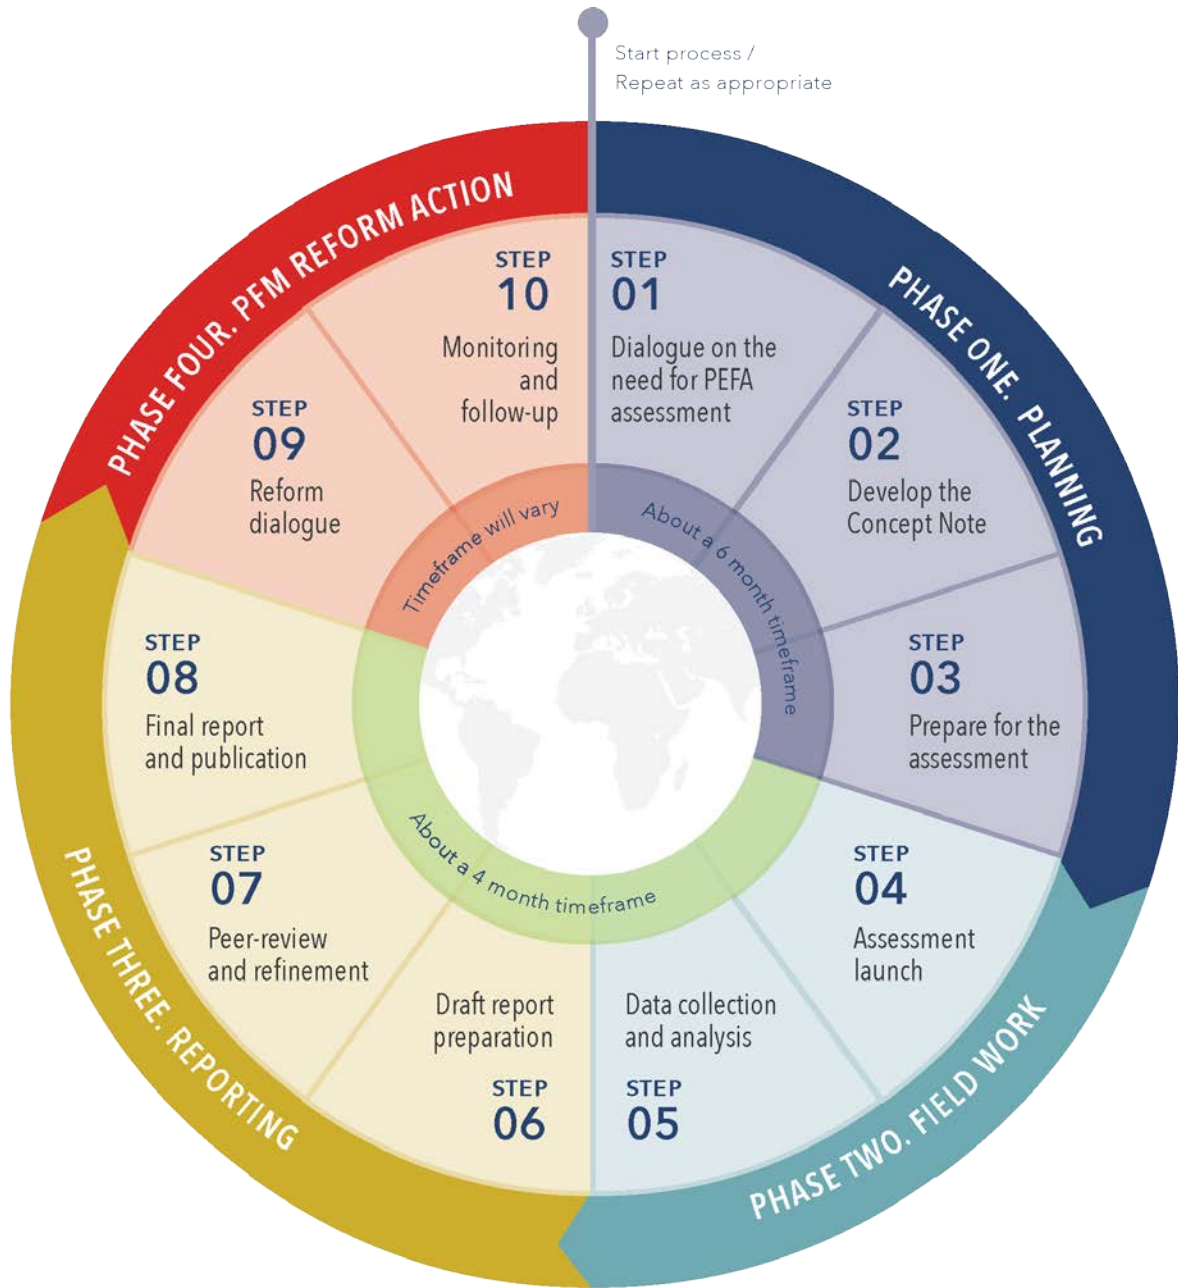 Start process /
Repeat as appropriate
PHASE ONE. PLANNING
STEP
01
Dialogue on the
need for PEFA
assessment
STEP
02
Develop the
Concept Note
STEP
03
Prepare for the
assessment
About a 6 month timeframe
PHASE TWO. FIELD WORK
STEP
04
Assessment
launch
Data collection
and analysis
STEP
05
PHASE THREE. REPORTING
Draft report
preparation
STEP
06
STEP
07
Peer-review
and refinement
STEP
08
Final report
and publication
About a 4 month timeframe
PHASE FOUR. PFM REFORM ACTION
STEP
09
Reform
dialogue
STEP
10
Monitoring
and
follow-up
Timeframe will vary